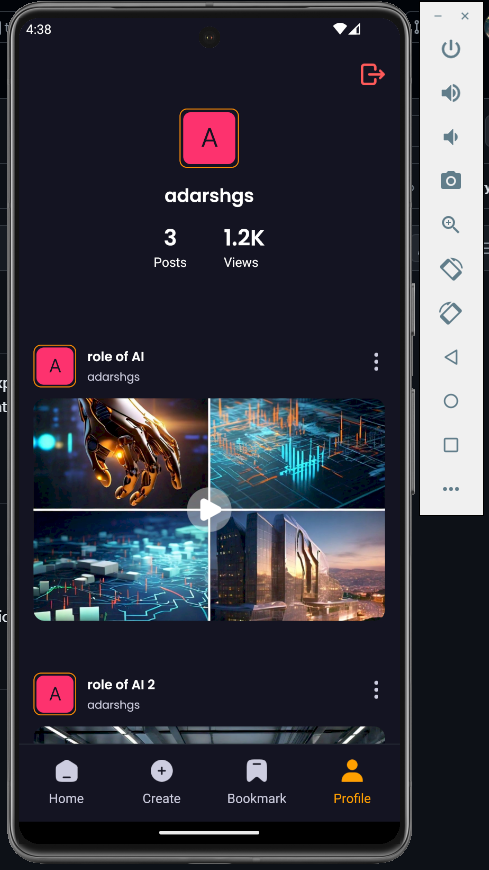 4:38
A
adarshgs
3 1.2K
Posts Views
A role of AI
adarshgs
A role of AI 2
adarshgs
Home Create Bookmark Profile